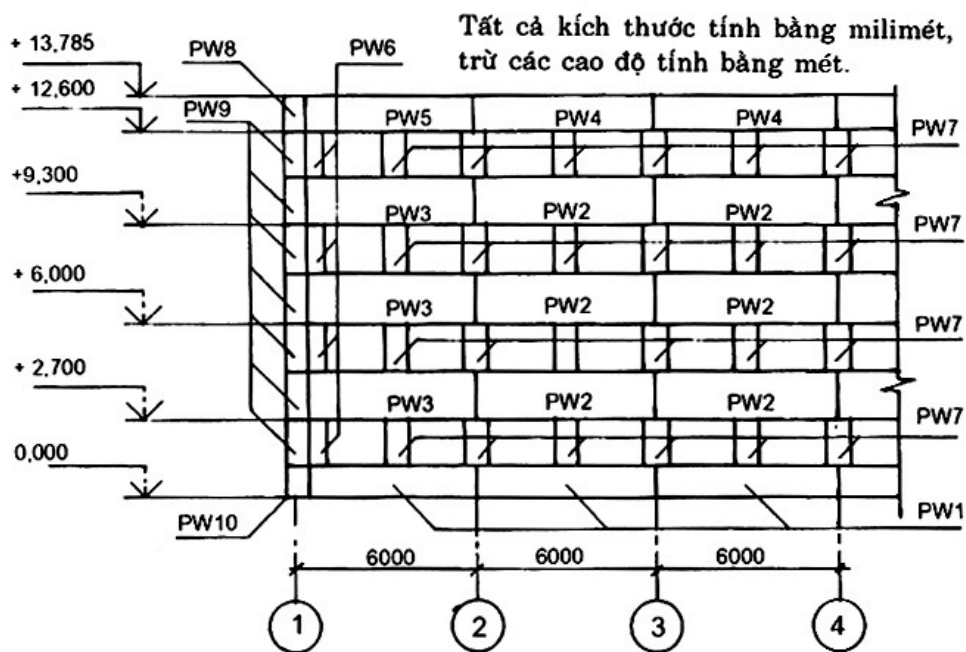 Tất cả kích thước tính bằng milimét,
trừ các cao độ tính bằng mét.
+ 13,785
PW8
PW6
+ 12,600
PW9
PW5
PW4
PW4
PW7
+9,300
PW3
PW2
PW2
PW7
+ 6,000
PW3
PW2
PW2
PW7
+ 2,700
PW3
PW2
PW2
PW7
0,000
PW10
PW1
6000
6000
6000
1
2
3
4